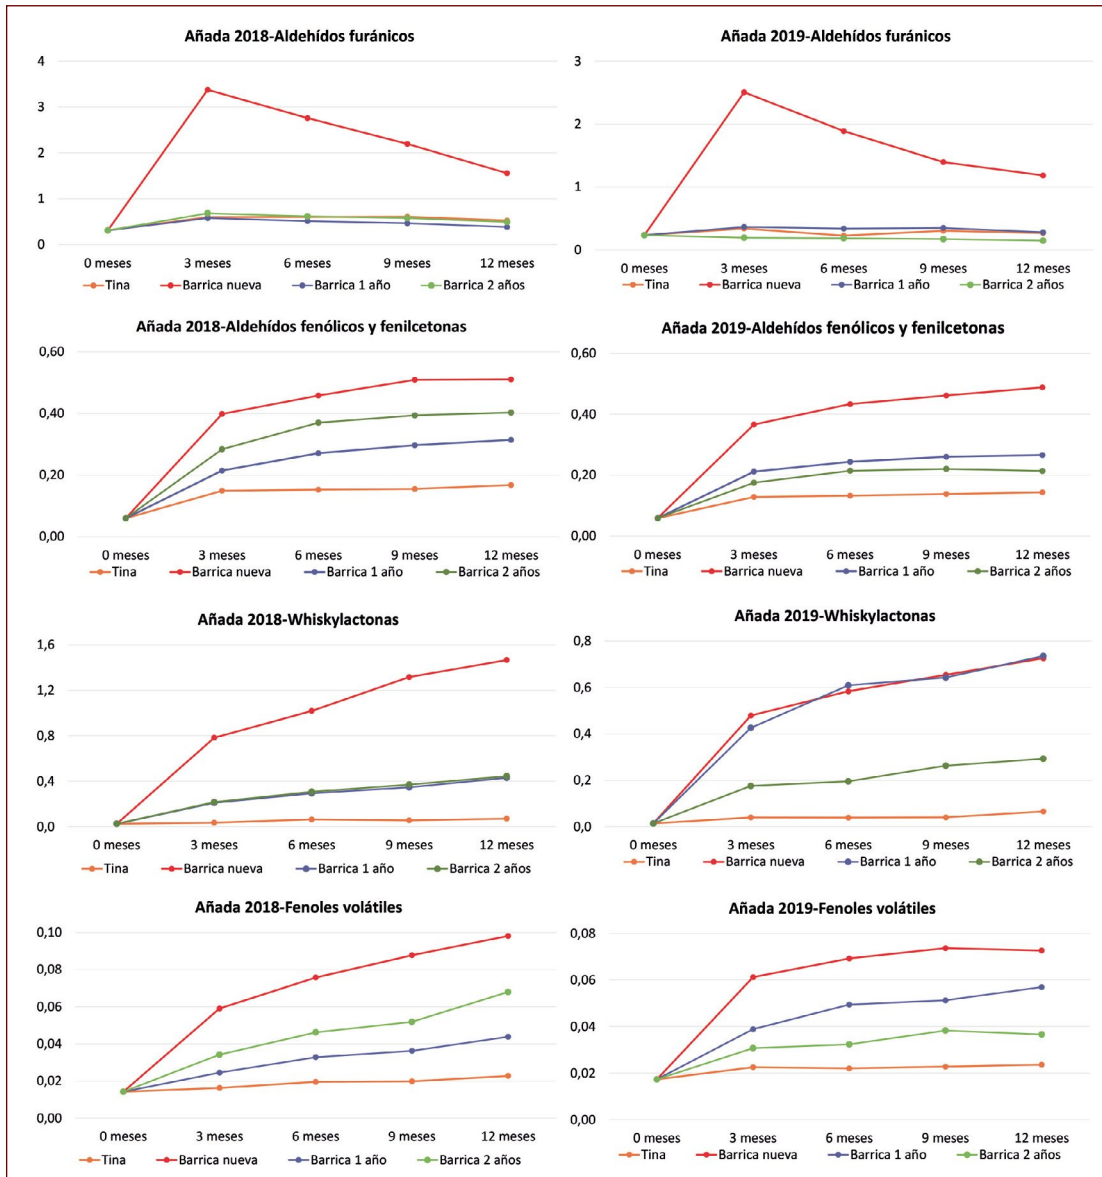 Añada 2018-Aldehídos furánicos
4
3
2
1
0
0 meses 3 meses 6 meses 9 meses 12 meses
Tina Barrica nueva Barrica 1 año Barrica 2 años
Añada 2019-Aldehídos furánicos
3
2
1
0
0 meses 3 meses 6 meses 9 meses 12 meses
Tina Barrica nueva Barrica 1 año Barrica 2 años
Añada 2018-Aldehídos fenólicos y fenilcetonas
0,60
0,40
0,20
0,00
0 meses 3 meses 6 meses 9 meses 12 meses
Tina Barrica nueva Barrica 1 año Barrica 2 años
Añada 2019-Aldehídos fenólicos y fenilcetonas
0,60
0,40
0,20
0,00
0 meses 3 meses 6 meses 9 meses 12 meses
Tina Barrica nueva Barrica 1 año Barrica 2 años
Añada 2018-Whiskylactonas
1,6
1,2
0,8
0,4
0,0
0 meses 3 meses 6 meses 9 meses 12 meses
Tina Barrica nueva Barrica 1 año Barrica 2 años
Añada 2019-Whiskylactonas
0,8
0,6
0,4
0,2
0,0
0 meses 3 meses 6 meses 9 meses 12 meses
Tina Barrica nueva Barrica 1 año Barrica 2 años
Añada 2018-Fenoles volátiles
0,10
0,08
0,06
0,04
0,02
0,00
0 meses 3 meses 6 meses 9 meses 12 meses
Tina Barrica nueva Barrica 1 año Barrica 2 años
Añada 2019-Fenoles volátiles
0,08
0,06
0,04
0,02
0,00
0 meses 3 meses 6 meses 9 meses 12 meses
Tina Barrica nueva Barrica 1 año Barrica 2 años